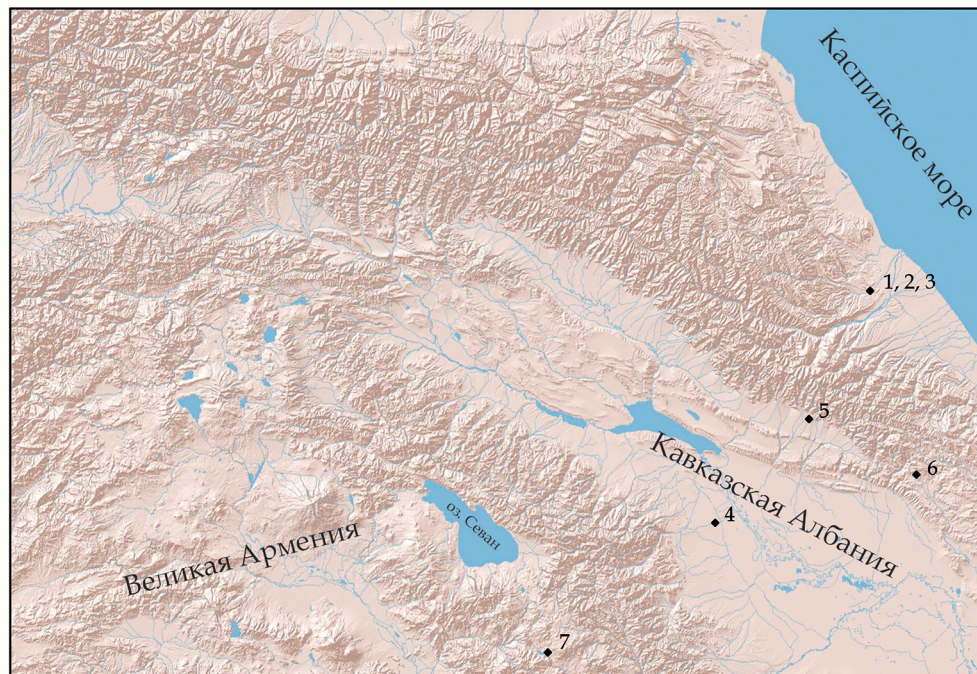 Каспийское море
1, 2, 3
5
6
Кавказская Албания
4
оз. Севан
Великая Армения
7